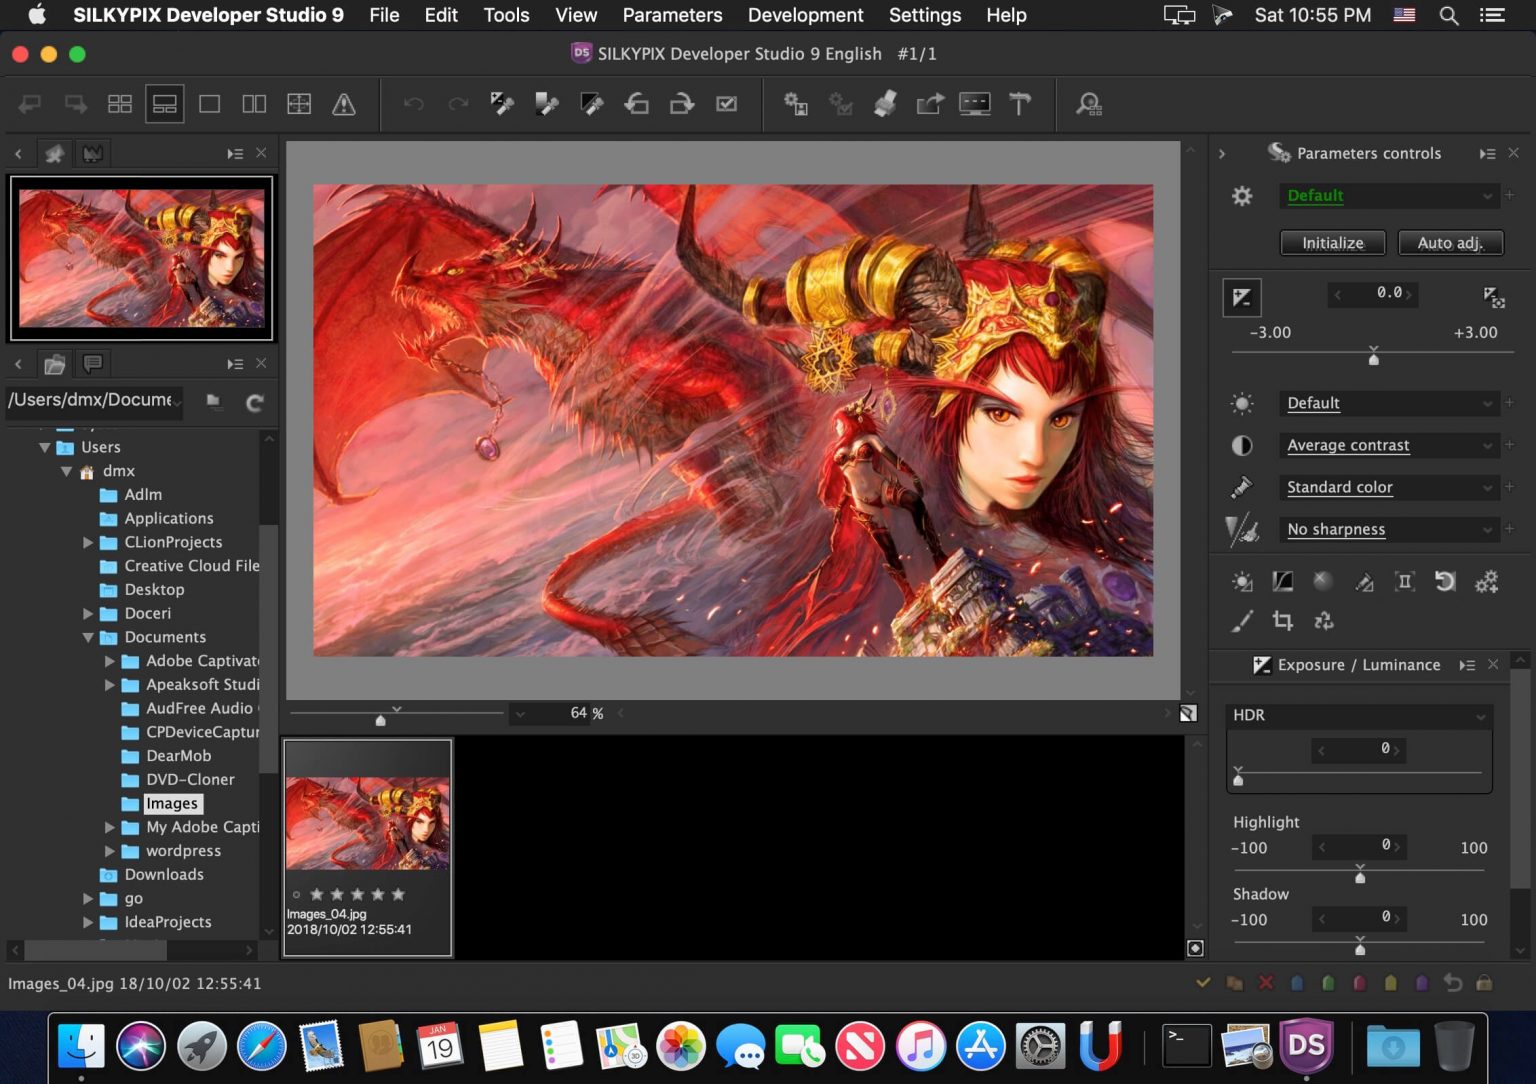 SILKYPIX Developer Studio 9 File Edit Tools View Parameters Development Settings Help Sat 10:55 PM
DS SILKYPIX Developer Studio 9 English #1/1
Parameters controls
Default
Initialize Auto adj.
0.0
-3.00 +3.00
/Users/dmx/Docume
Default
Users
Average contrast
dmx
Standard color
Adlm
Applications
No sharpness
CLionProjects
Creative Cloud File
Desktop
Doceri
Documents
Adobe Captivat
Exposure / Luminance
Apeaksoft Studi
AudFree Audio
64 %
HDR
CPDeviceCaptur
0
DearMob
DVD-Cloner
Images
My Adobe Capti
Highlight
wordpress
-100 0 100
Downloads
go
Shadow
IdeaProjects
-100 0 100
Images_04.jpg
2018/10/02 12:55:41
Images_04.jpg 18/10/02 12:55:41
JAN
19
3D
>_
DS